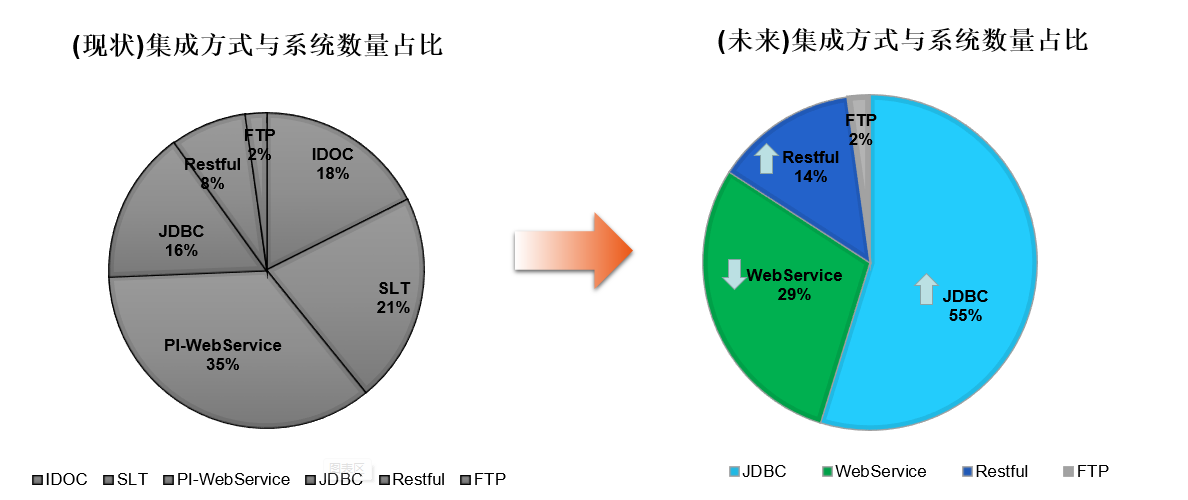 (现状)集成方式与系统数量占比
FTP
2%
IDOC
18%
Restful
8%
JDBC
16%
SLT
21%
PI-WebService
35%
IDOC SLT PI-WebService JDBC Restful FTP
图表区
(未来)集成方式与系统数量占比
FTP
2%
Restful
14%
WebService
29%
JDBC
55%
JDBC WebService Restful FTP